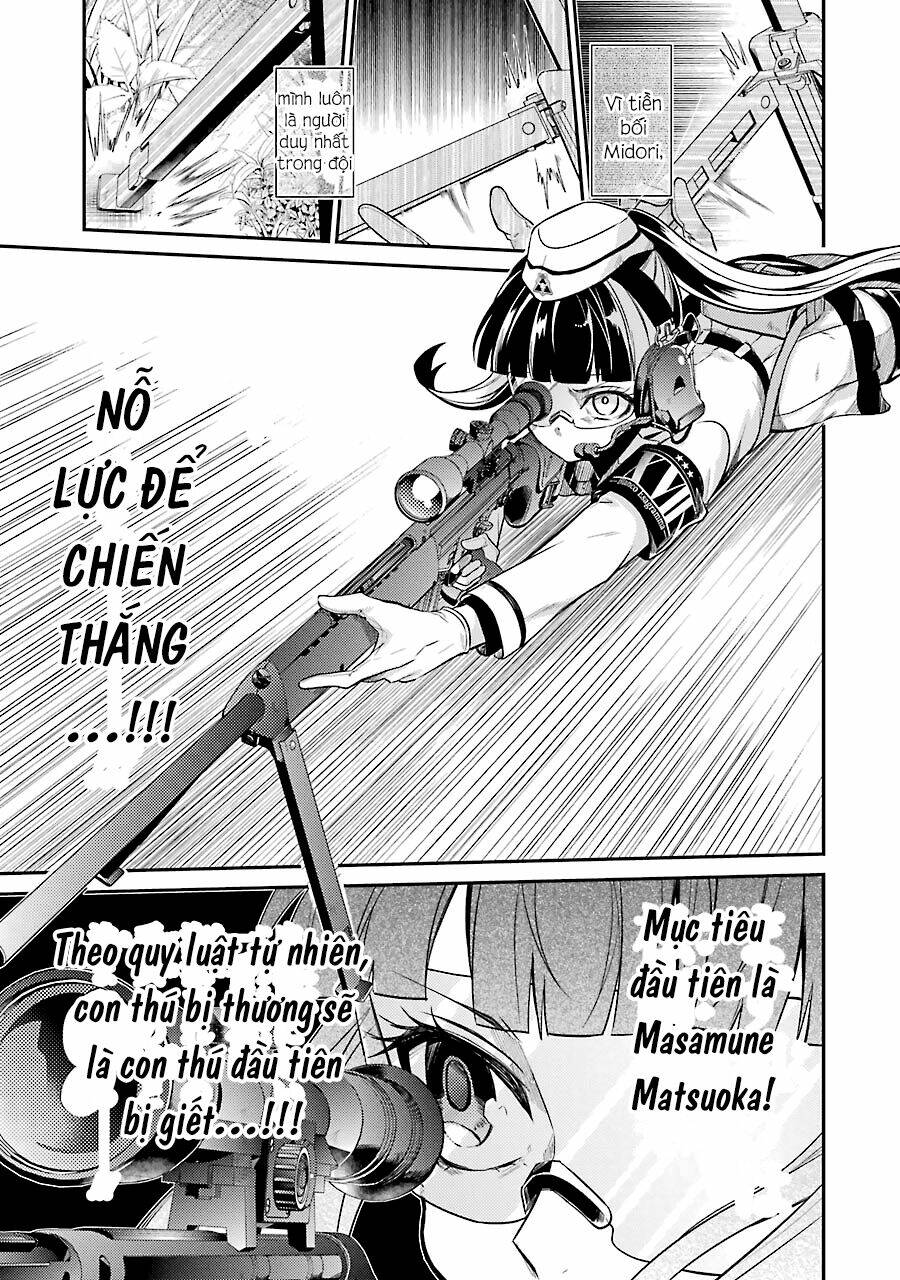 Vì tiền
bối
Midori,
mình luôn
là người
duy nhất
trong đội
NỖ
LỰC ĐỂ
CHIẾN
THẮNG
...!!!
XVII
Mục tiêu
đầu tiên là
Masamune
Matsuoka!
Theo quy luật tự nhiên,
con thú bị thương sẽ
là con thú đầu tiên
bị giết...!!!